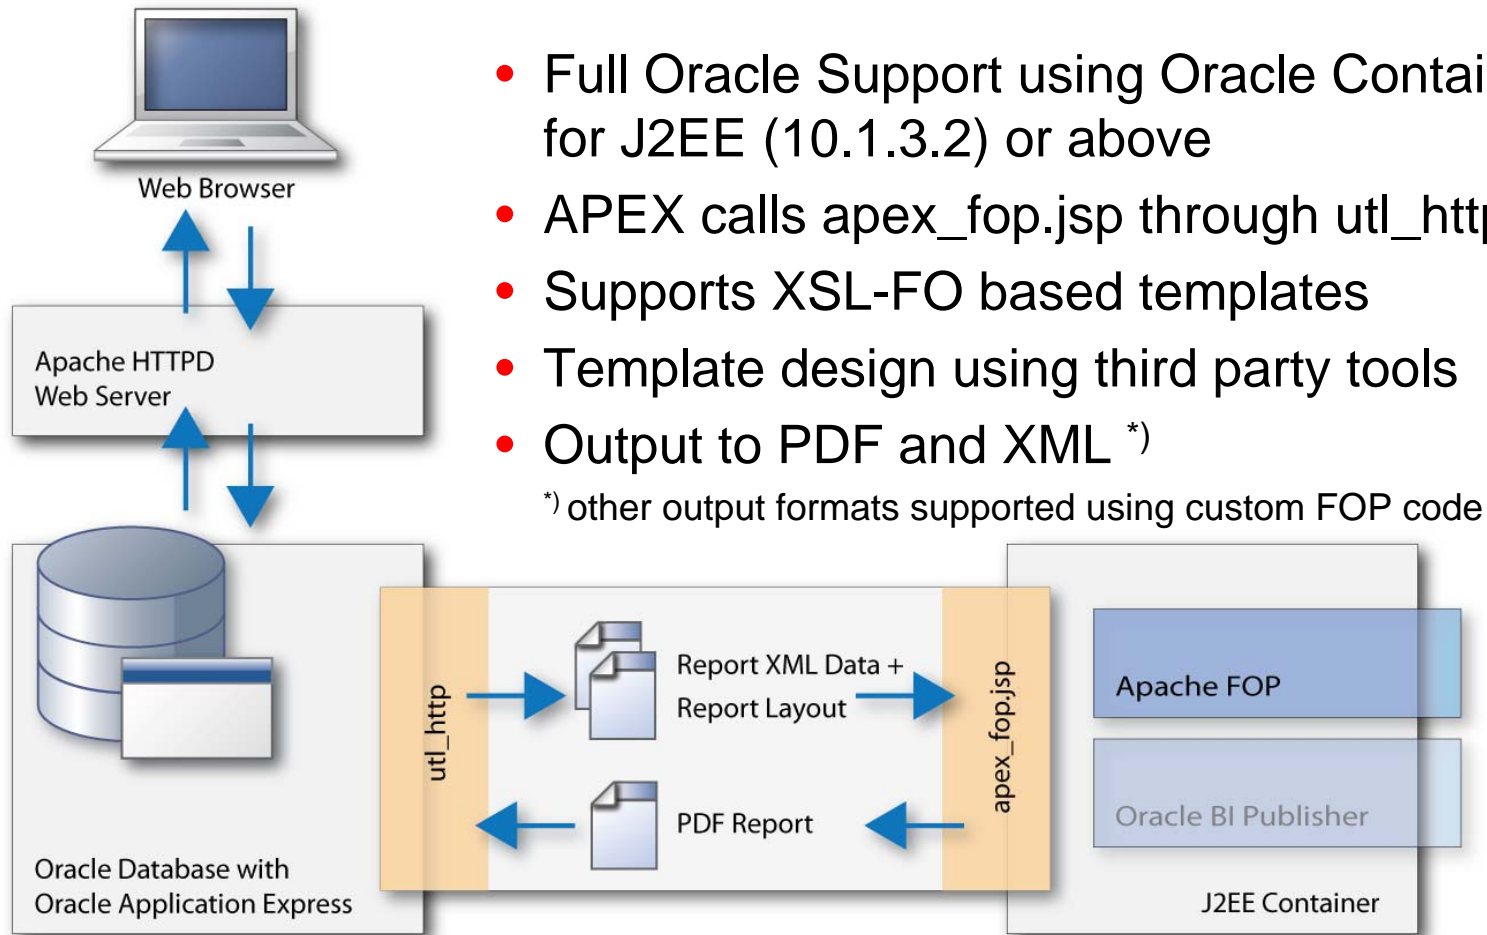 • Full Oracle Support using Oracle Contai
for J2EE (10.1.3.2) or above
• APEX calls apex_fop.jsp through utl_http
• Supports XSL-FO based templates
• Template design using third party tools
• Output to PDF and XML *)
*) other output formats supported using custom FOP code
Web Browser
Apache HTTPD
Web Server
Oracle Database with
Oracle Application Express
utl_http
Report XML Data +
Report Layout
PDF Report
apex_fop.jsp
Apache FOP
Oracle BI Publisher
J2EE Container